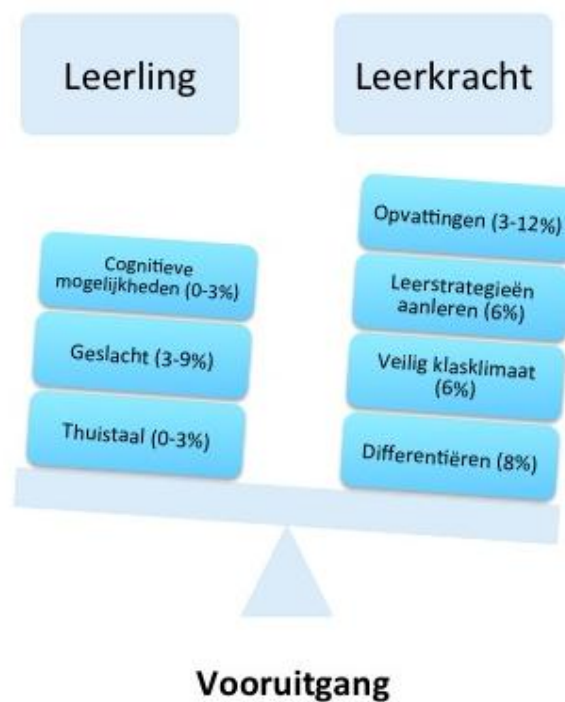 Leerling
Leerkracht
Cognitieve
mogelijkheden (0-3%)
Geslacht (3-9%)
Thuistaal (0-3%)
Opvattingen (3-12%)
Leerstrategieën
aanleren (6%)
Veilig klasklimaat
(6%)
Differentiëren (8%)
Vooruitgang